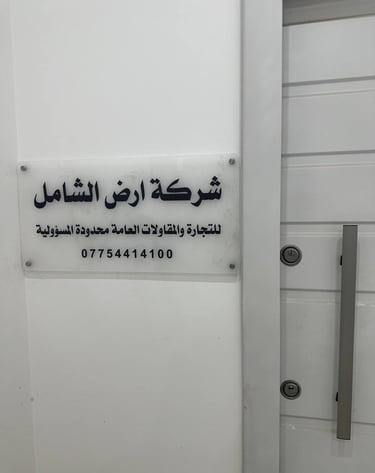 شركة ارض الشامل
للتجارة والمقاولات العامة محدودة المسؤولية
07754414100